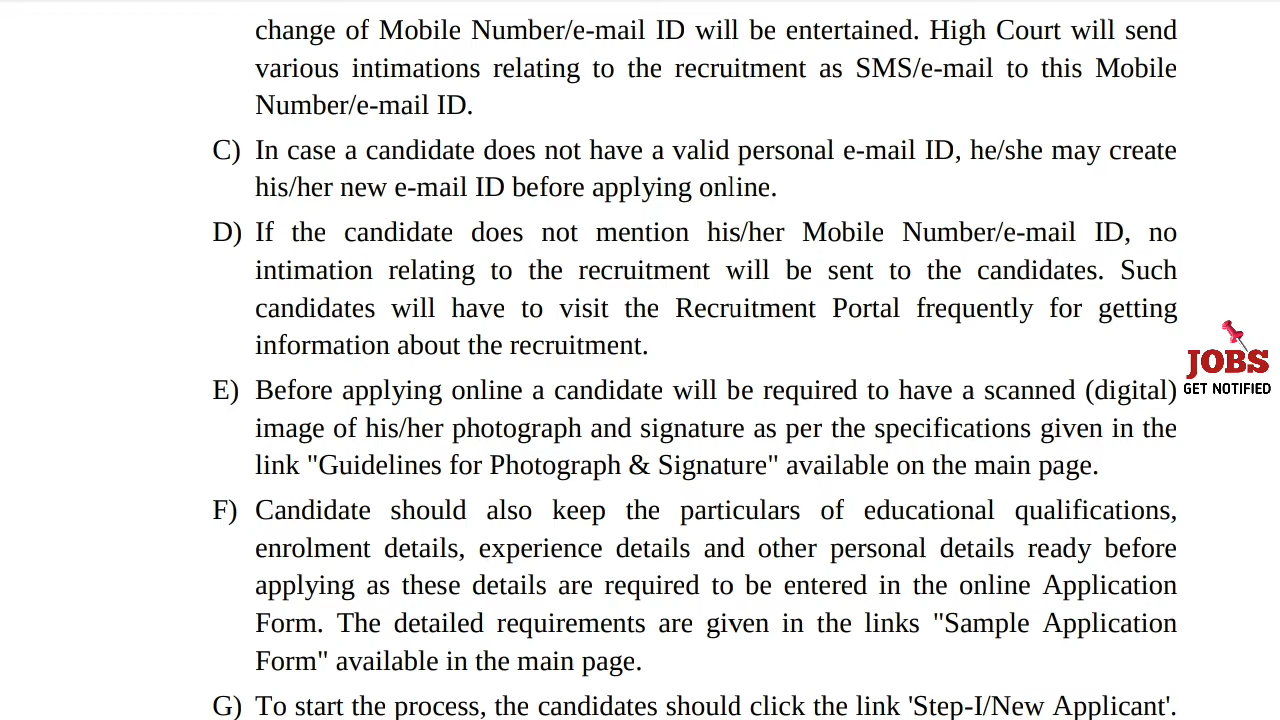 change of Mobile Number/e-mail ID will be entertained. High Court will send
various intimations relating to the recruitment as SMS/e-mail to this Mobile
Number/e-mail ID.
C) In case a candidate does not have a valid personal e-mail ID, he/she may create
his/her new e-mail ID before applying online.
D) If the candidate does not mention his/her Mobile Number/e-mail ID, no
intimation relating to the recruitment will be sent to the candidates. Such
candidates will have to visit the Recruitment Portal frequently for getting
information about the recruitment.
E) Before applying online a candidate will be required to have a scanned (digital)
image of his/her photograph and signature as per the specifications given in the
link "Guidelines for Photograph & Signature" available on the main page.
F) Candidate should also keep the particulars of educational qualifications,
enrolment details, experience details and other personal details ready before
applying as these details are required to be entered in the online Application
Form. The detailed requirements are given in the links "Sample Application
Form" available in the main page.
G) To start the process, the candidates should click the link 'Step-I/New Applicant'.
JOBS
GET NOTIFIED